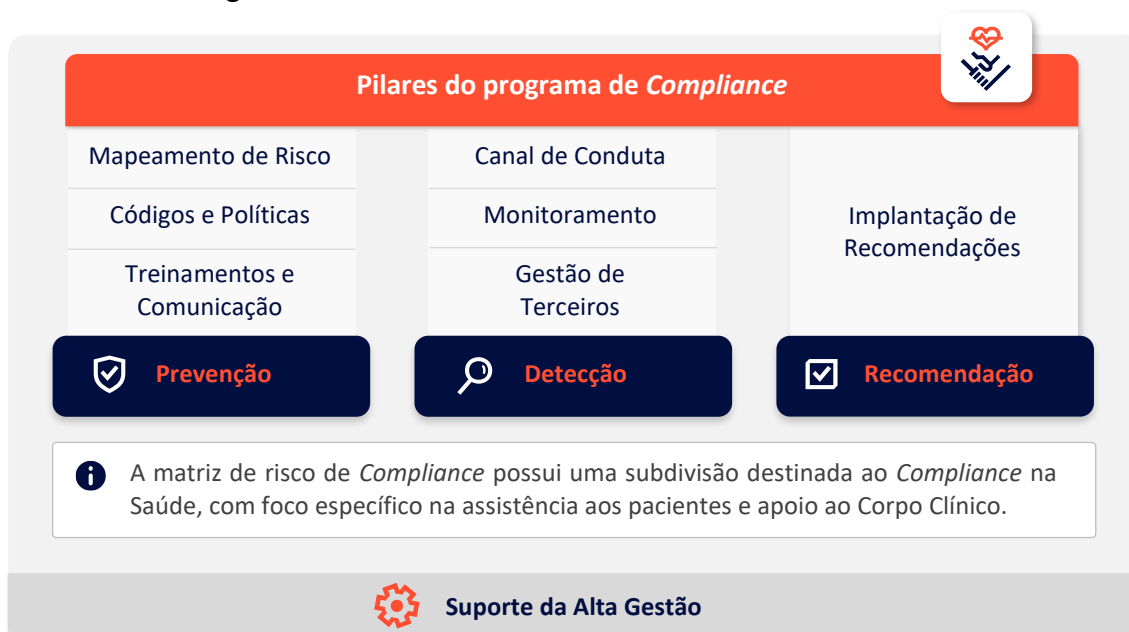 Pilares do programa de Compliance
Mapeamento de Risco
Códigos e Políticas
Treinamentos e
Comunicação
Prevenção
Canal de Conduta
Monitoramento
Gestão de
Terceiros
Detecção
Implantação de
Recomendações
Recomendação
A matriz de risco de Compliance possui uma subdivisão destinada ao Compliance na
Saúde, com foco específico na assistência aos pacientes e apoio ao Corpo Clínico.
Suporte da Alta Gestão